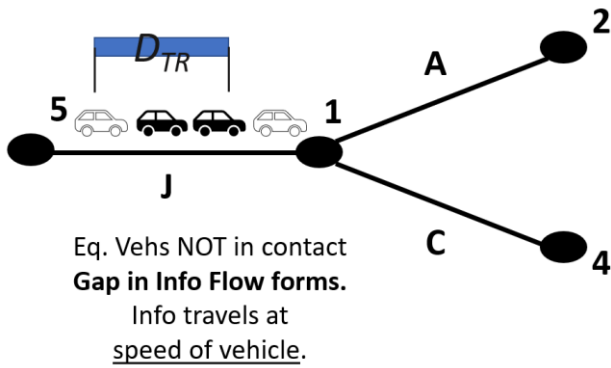 2
D_TR
A
5
1
J
C
4
Eq. Vehs NOT in contact
Gap in Info Flow forms.
Info travels at
speed of vehicle.